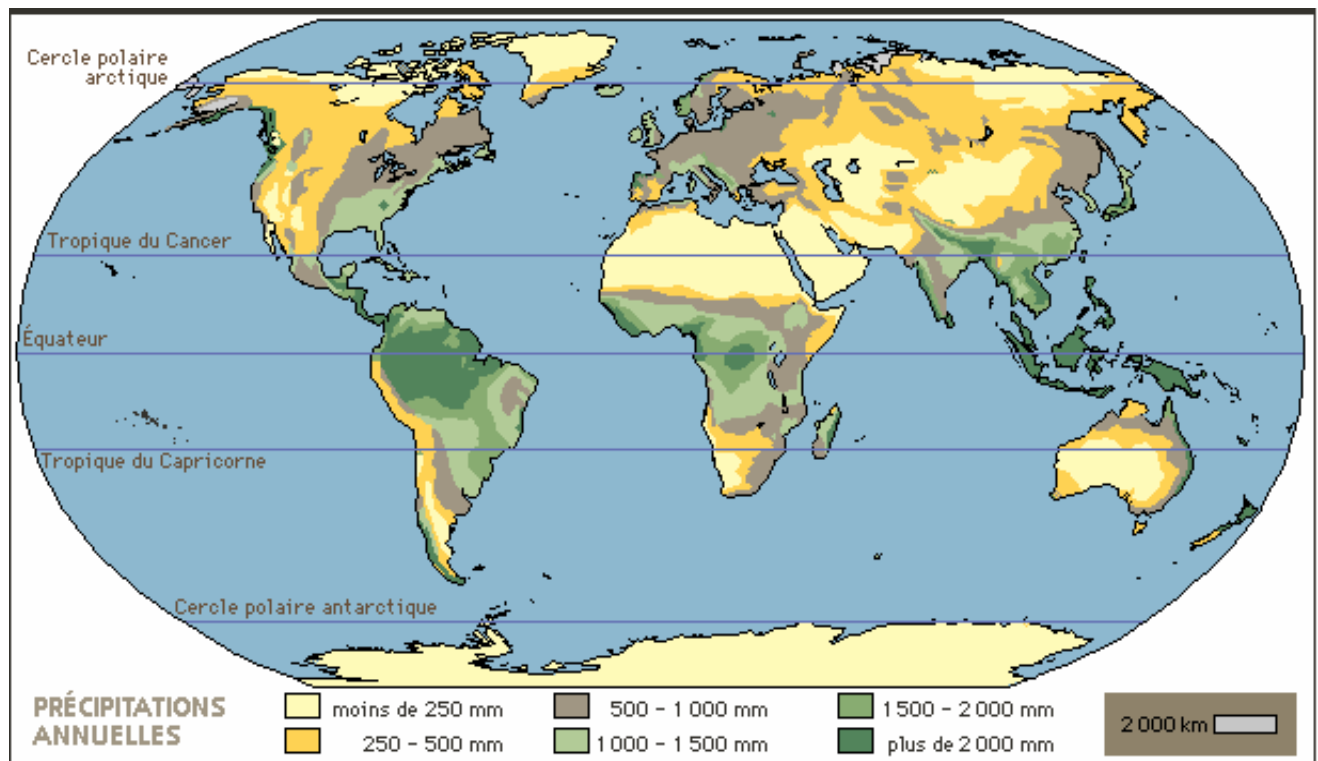 Cercle polaire
arctique
Tropique du Cancer
Équateur
Tropique du Capricorne
Cercle polaire antarctique
PRÉCIPITATIONS
ANNUELLES
moins de 250 mm
250 - 500 mm
500 - 1 000 mm
1 000 - 1 500 mm
1 500 - 2 000 mm
plus de 2 000 mm
2 000 km